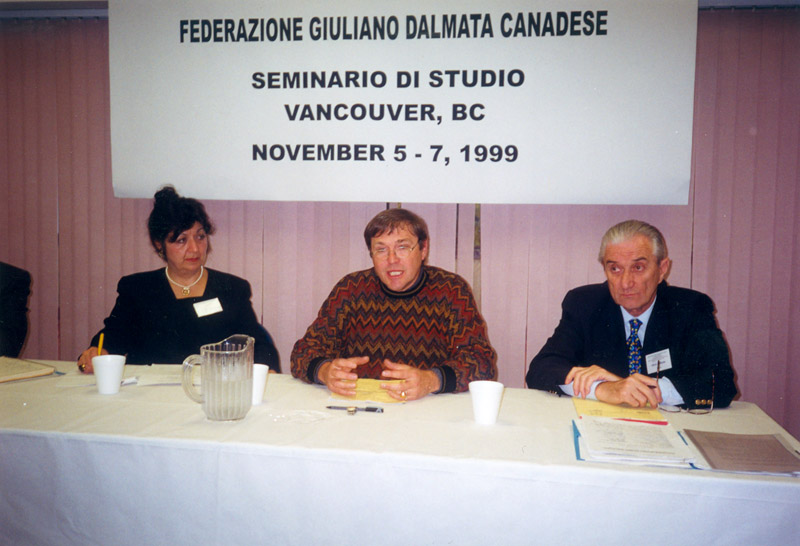 FEDERAZIONE GIULIANO DALMATA CANADESE
SEMINARIO DI STUDIO
VANCOUVER, BC
NOVEMBER 5 - 7, 1999